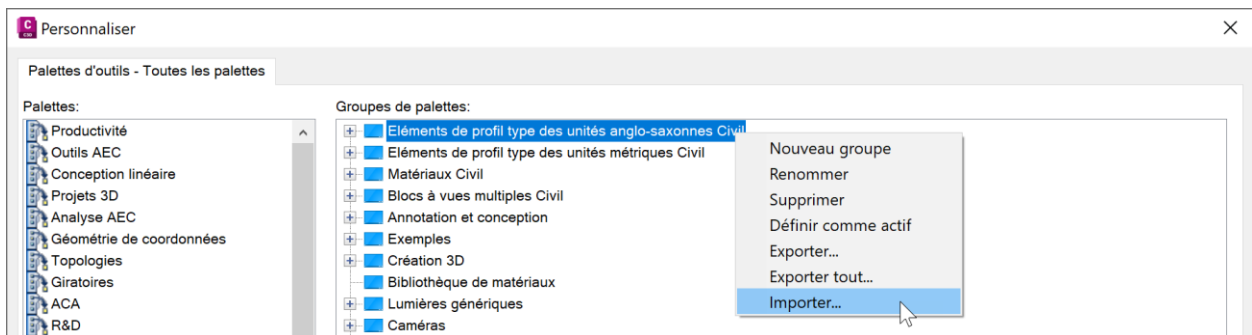 Personnaliser
Palettes d'outils - Toutes les palettes
Palettes:
Productivité
Outils AEC
Conception linéaire
Projets 3D
Analyse AEC
Géométrie de coordonnées
Topologies
Giratoires
ACA
R&D
Groupes de palettes:
Eléments de profil type des unités anglo-saxonnes Civil
Eléments de profil type des unités métriques Civil
Matériaux Civil
Blocs à vues multiples Civil
Annotation et conception
Exemples
Création 3D
Bibliothèque de matériaux
Lumières génériques
Caméras
Nouveau groupe
Renommer
Supprimer
Définir comme actif
Exporter...
Exporter tout...
Importer...